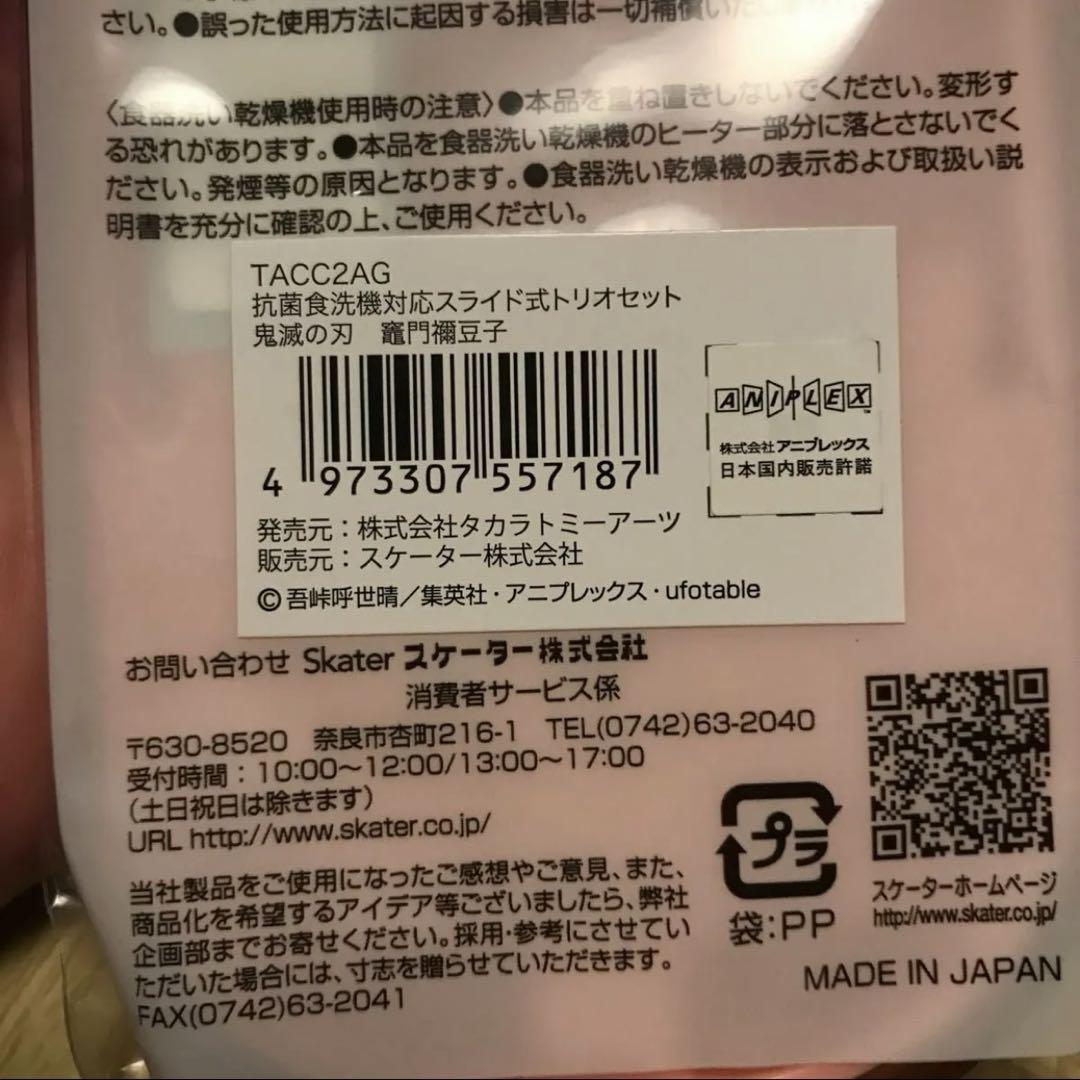 さい。●誤った使用方法に起因する損害は一切補償いた
〈食器洗い乾燥機使用時の注意〉●本品を重ね置きしないでください。変形す
る恐れがあります。●本品を食器洗い乾燥機のヒーター部分に落とさないでく
ださい。発煙等の原因となります。●食器洗い乾燥機の表示および取扱い説
明書を充分に確認の上、ご使用ください。
TACC2AG
抗菌食洗機対応スライド式トリオセット
鬼滅の刃　竈門禰豆子
4 973307 557187
ANIPLEX™
株式会社アニプレックス
日本国内販売許諾
発売元：株式会社タカラトミーアーツ
販売元：スケーター株式会社
©吾峠呼世晴／集英社・アニプレックス・ufotable
お問い合わせ Skater スケーター株式会社
消費者サービス係
〒630-8520　奈良市杏町216-1　TEL(0742)63-2040
受付時間：10:00～12:00/13:00～17:00
（土日祝日は除きます）
URL http://www.skater.co.jp/
当社製品をご使用になったご感想やご意見、また、
商品化を希望するアイデア等ございましたら、弊社
企画部までお寄せください。採用・参考にさせてい
ただいた場合には、寸志を贈らせていただきます。
FAX(0742)63-2041
プラ
袋：PP
スケーターホームページ
http://www.skater.co.jp/
MADE IN JAPAN